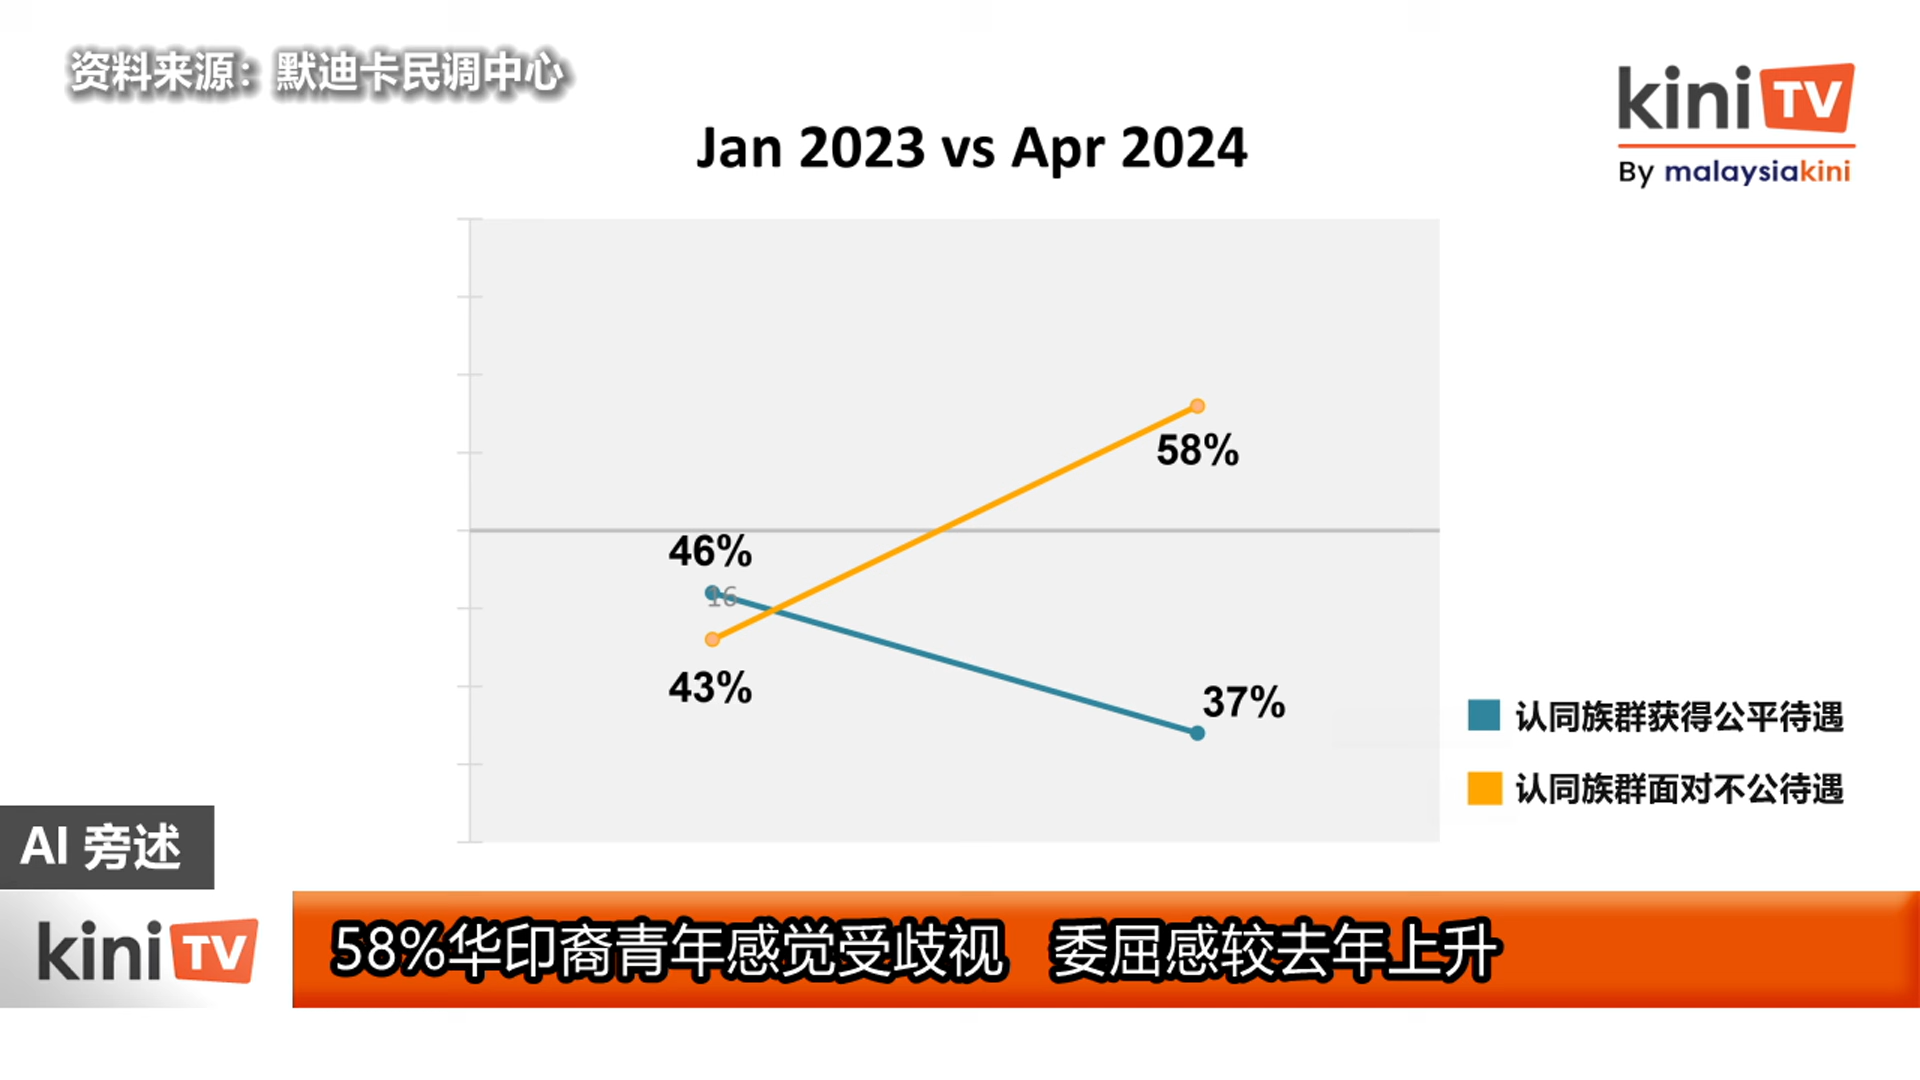 资料来源：默迪卡民调中心
kini TV
By malaysiakini
Jan 2023 vs Apr 2024
58%
46%
16
43%
37%
认同族群获得公平待遇
认同族群面对不公待遇
AI 旁述
kini TV
58%华印裔青年感觉受歧视 委屈感较去年上升